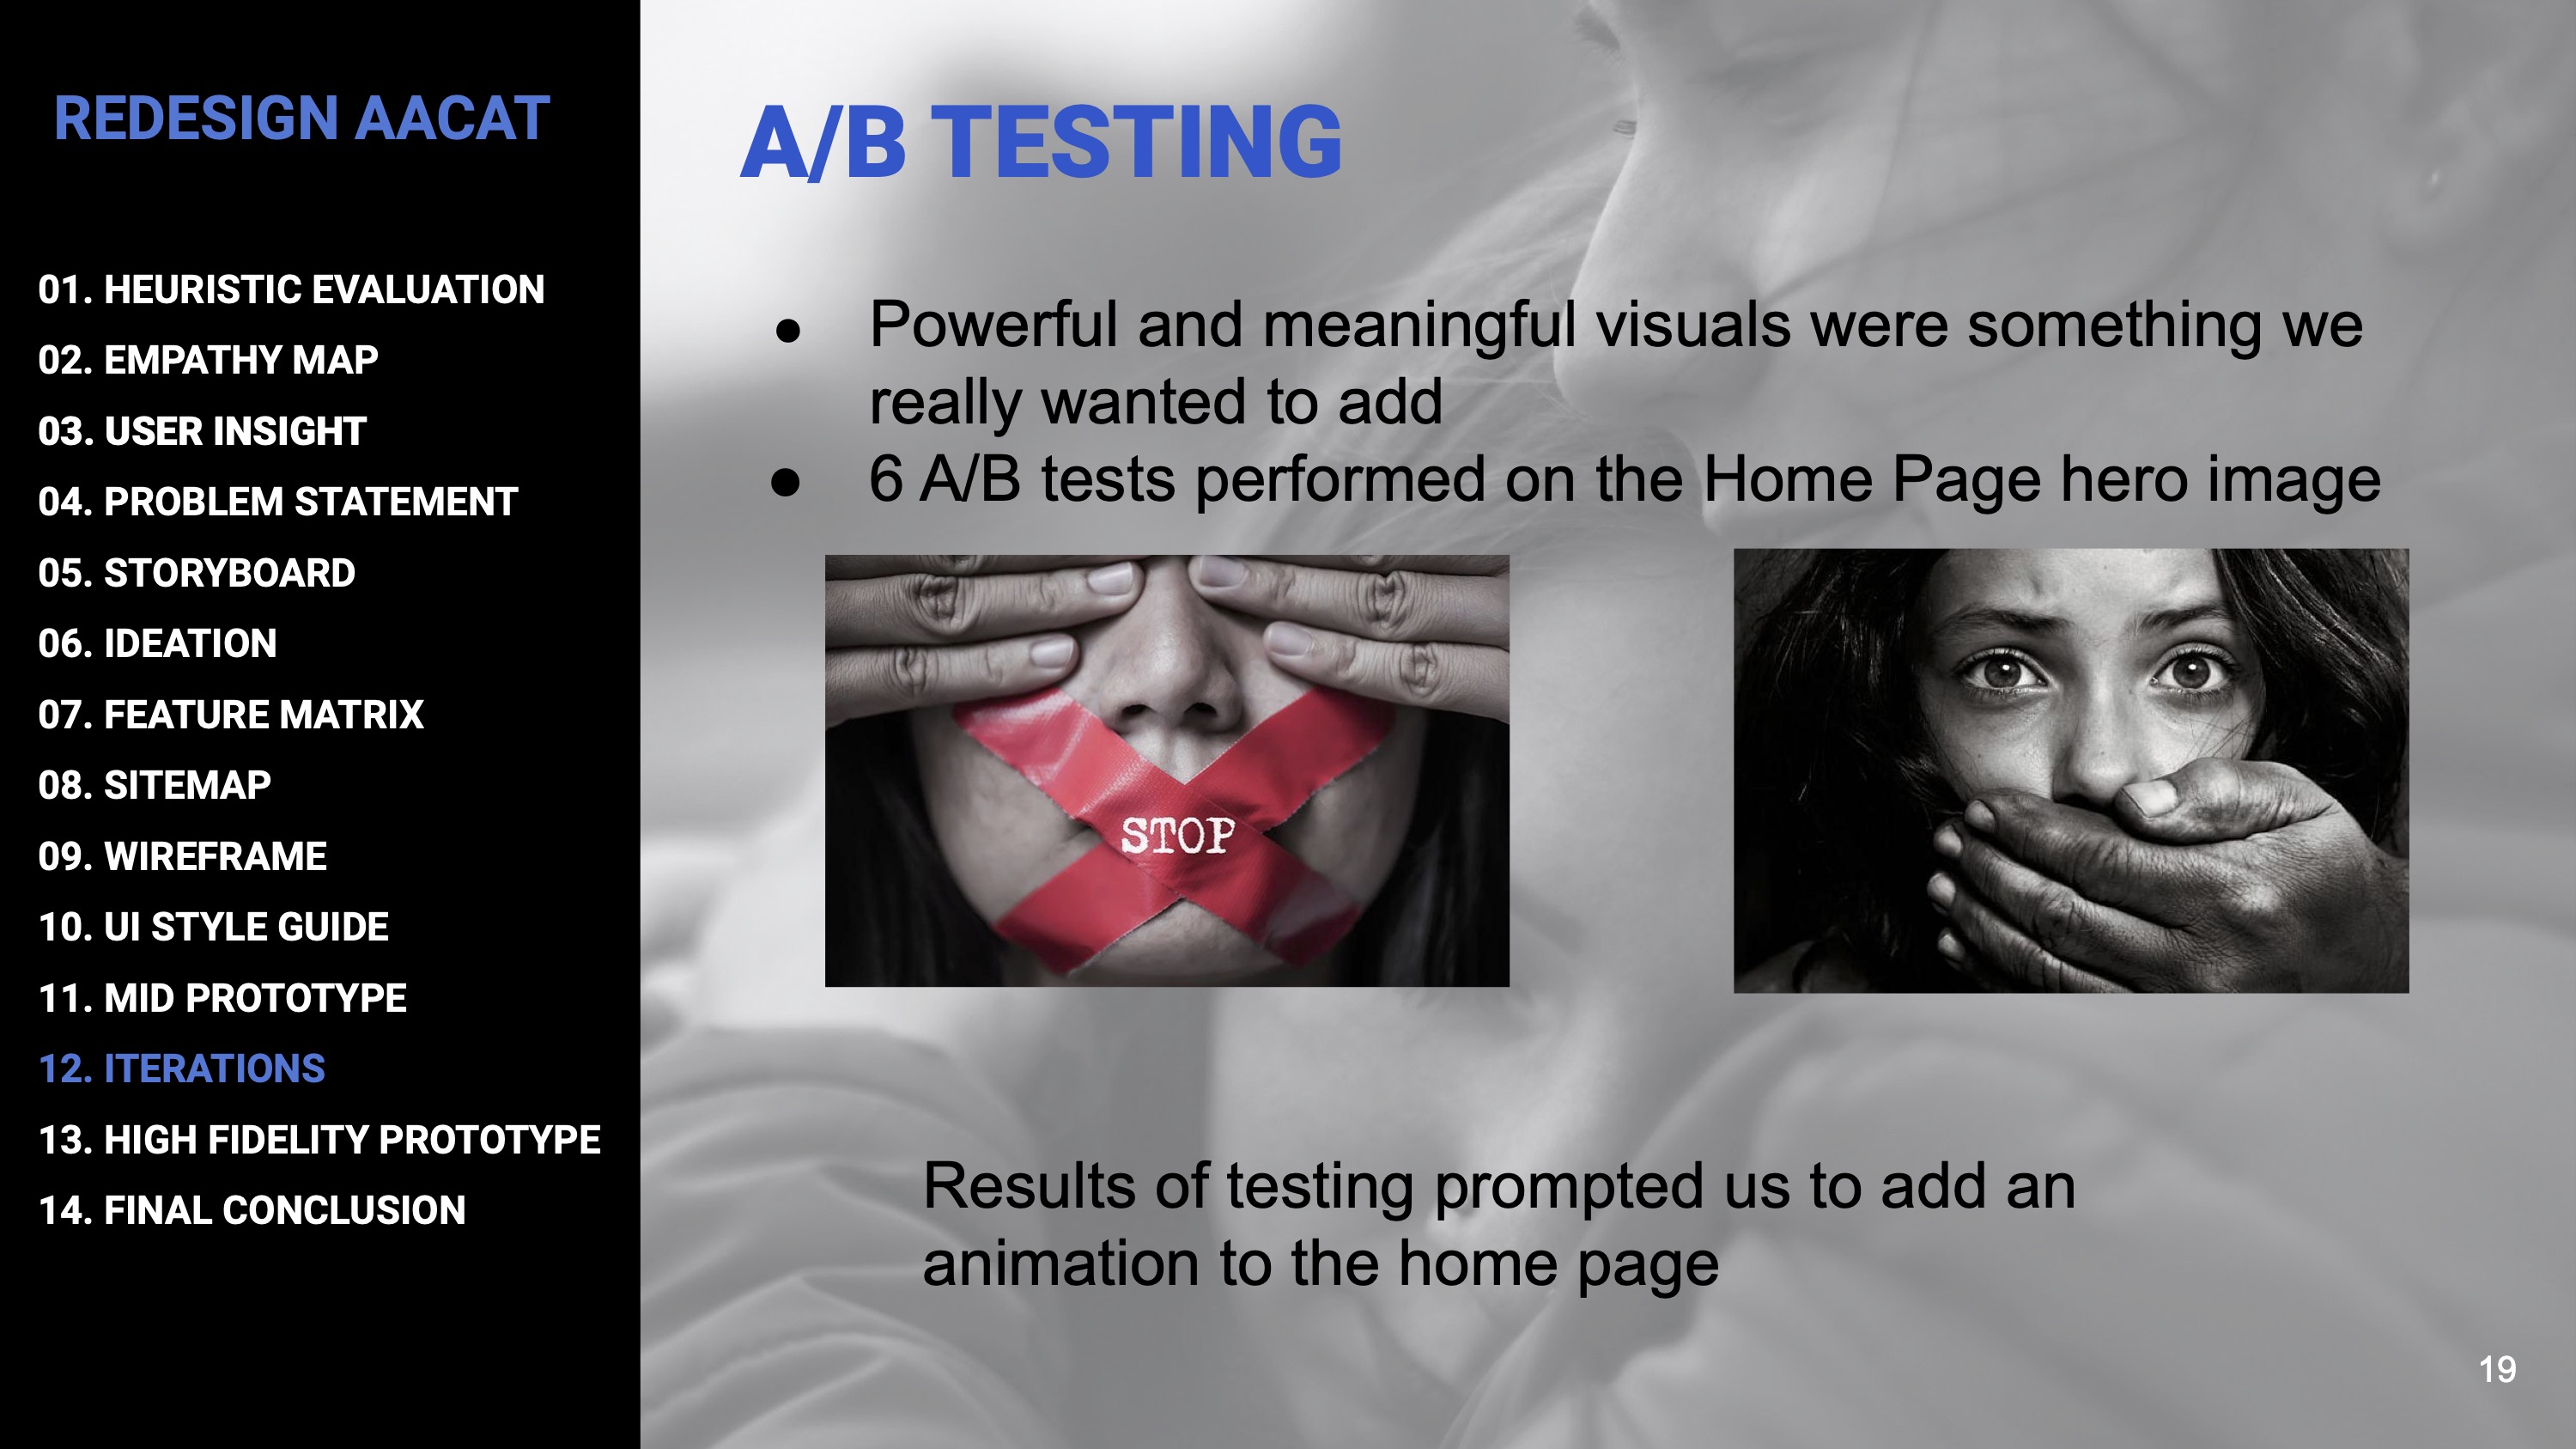 REDESIGN AACAT
01. HEURISTIC EVALUATION
02. EMPATHY MAP
03. USER INSIGHT
04. PROBLEM STATEMENT
05. STORYBOARD
06. IDEATION
07. FEATURE MATRIX
08. SITEMAP
09. WIREFRAME
10. UI STYLE GUIDE
11. MID PROTOTYPE
12. ITERATIONS
13. HIGH FIDELITY PROTOTYPE
14. FINAL CONCLUSION
A/B TESTING
● Powerful and meaningful visuals were something we
really wanted to add
● 6 A/B tests performed on the Home Page hero image
STOP
Results of testing prompted us to add an
animation to the home page
19